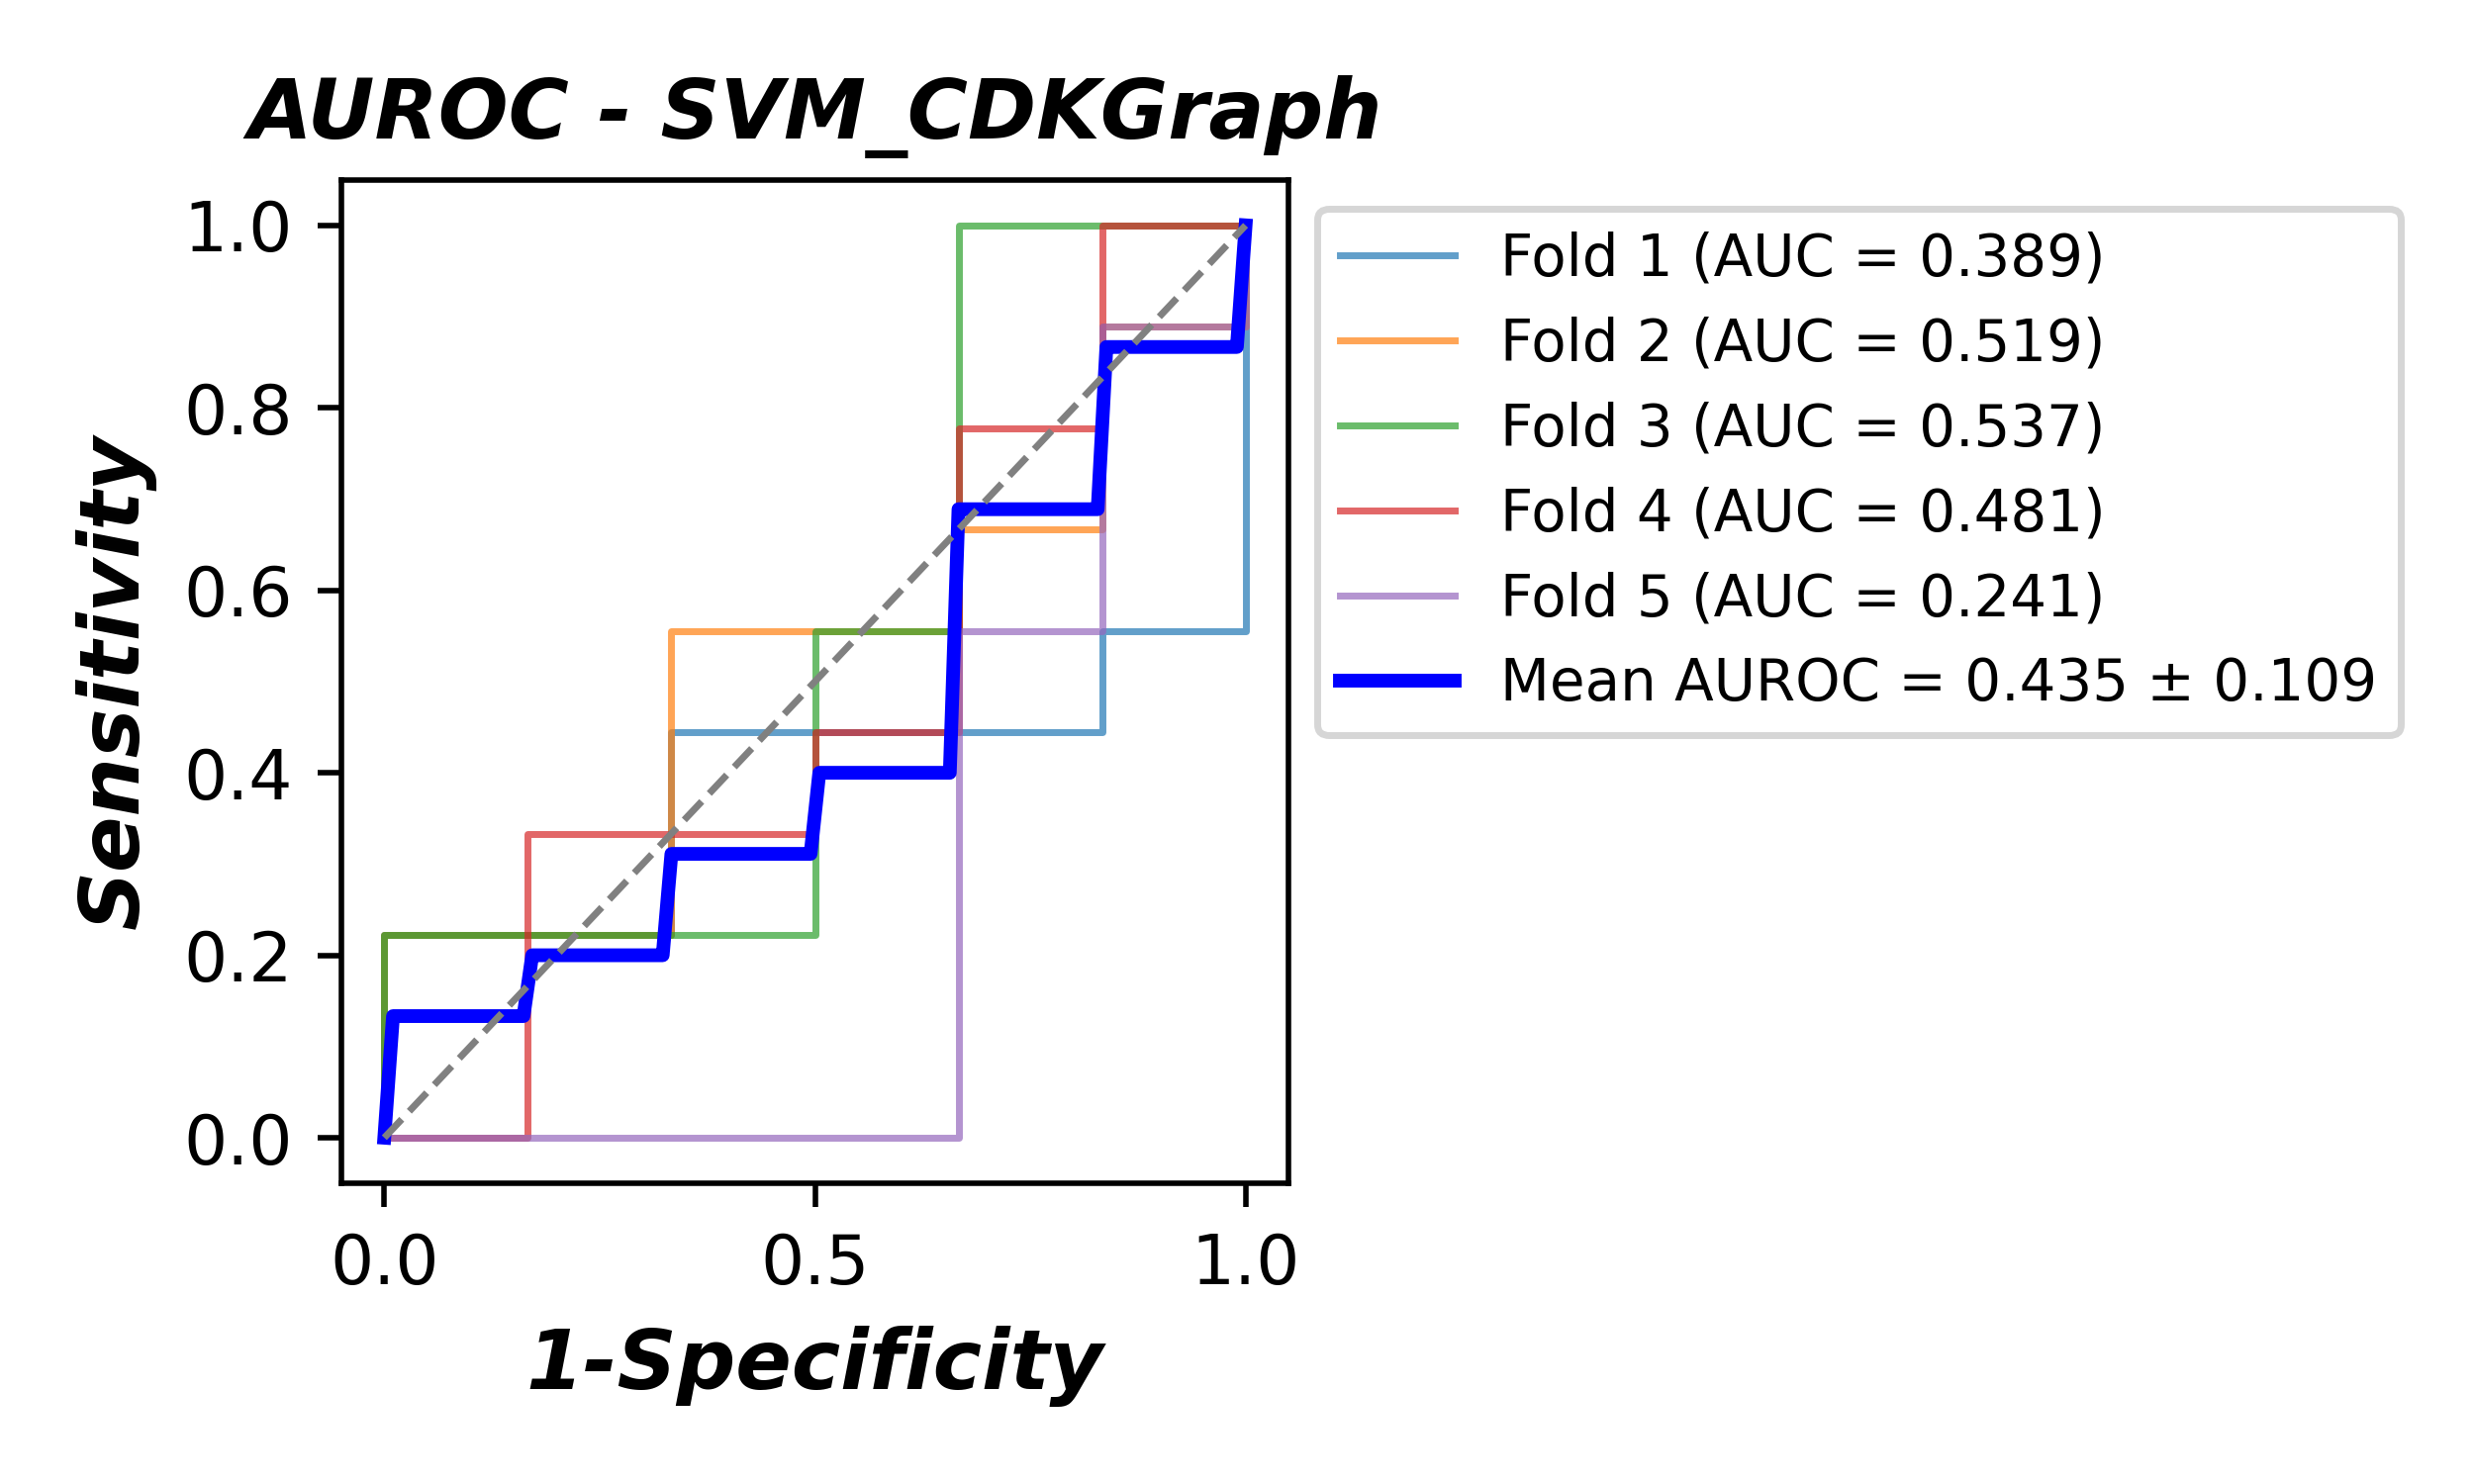 AUROC - SVM_CDKGraph
Sensitivity
1.0
0.8
0.6
0.4
0.2
0.0
0.0 0.5 1.0
1-Specificity
Fold 1 (AUC = 0.389)
Fold 2 (AUC = 0.519)
Fold 3 (AUC = 0.537)
Fold 4 (AUC = 0.481)
Fold 5 (AUC = 0.241)
Mean AUROC = 0.435 ± 0.109